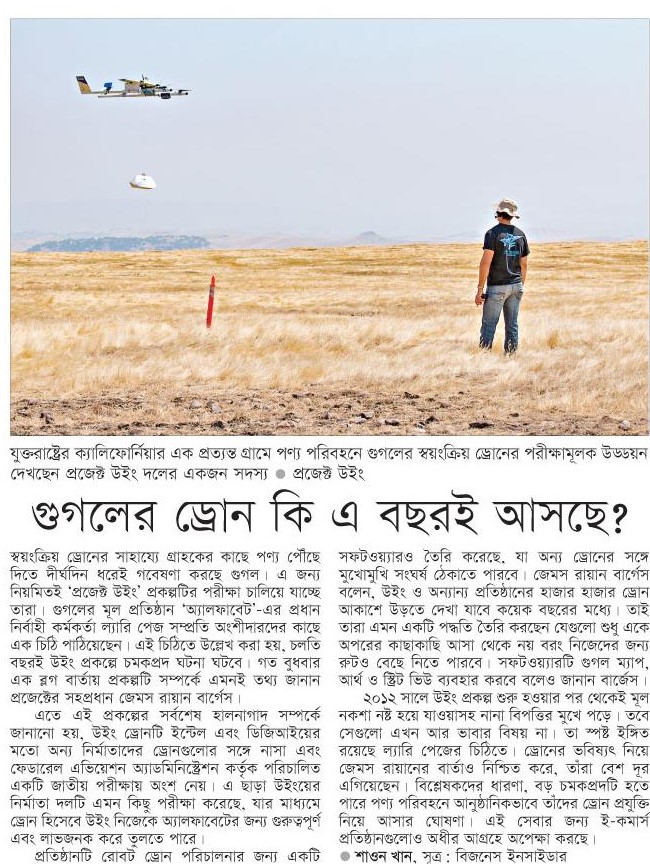 যুক্তরাষ্ট্রের ক্যালিফোর্নিয়ার এক প্রত্যন্ত গ্রামে পণ্য পরিবহনে গুগলের স্বয়ংক্রিয় ড্রোনের পরীক্ষামূলক উড্ডয়ন
দেখছেন প্রজেক্ট উইং দলের একজন সদস্য ● প্রজেক্ট উইং
গুগলের ড্রোন কি এ বছরই আসছে?
স্বয়ংক্রিয় ড্রোনের সাহায্যে গ্রাহকের কাছে পণ্য পৌঁছে
দিতে দীর্ঘদিন ধরেই গবেষণা করছে গুগল। এ জন্য
নিয়মিতই ‘প্রজেক্ট উইং’ প্রকল্পটির পরীক্ষা চালিয়ে যাচ্ছে
তারা। গুগলের মূল প্রতিষ্ঠান ‘অ্যালফাবেট’-এর প্রধান
নির্বাহী কর্মকর্তা ল্যারি পেজ সম্প্রতি অংশীদারদের কাছে
এক চিঠি পাঠিয়েছেন। এই চিঠিতে উল্লেখ করা হয়, চলতি
বছরই উইং প্রকল্পে চমকপ্রদ ঘটনা ঘটবে। গত বুধবার
এক ব্লগ বার্তায় প্রকল্পটি সম্পর্কে এমনই তথ্য জানান
প্রজেক্টের সহপ্রধান জেমস রায়ান বার্গেস।
এতে এই প্রকল্পের সর্বশেষ হালনাগাদ সম্পর্কে
জানানো হয়, উইং ড্রোনটি ইন্টেল এবং ডিজিআইয়ের
মতো অন্য নির্মাতাদের ড্রোনগুলোর সঙ্গে নাসা এবং
ফেডারেল এভিয়েশন অ্যাডমিনিস্ট্রেশন কর্তৃক পরিচালিত
একটি জাতীয় পরীক্ষায় অংশ নেয়। এ ছাড়া উইংয়ের
নির্মাতা দলটি এমন কিছু পরীক্ষা করেছে, যার মাধ্যমে
ড্রোন হিসেবে উইং নিজেকে অ্যালফাবেটের জন্য গুরুত্বপূর্ণ
এবং লাভজনক করে তুলতে পারে।
প্রতিষ্ঠানটি রোবট ড্রোন পরিচালনার জন্য একটি
সফটওয়্যারও তৈরি করেছে, যা অন্য ড্রোনের সঙ্গে
মুখোমুখি সংঘর্ষ ঠেকাতে পারবে। জেমস রায়ান বার্গেস
বলেন, উইং ও অন্যান্য প্রতিষ্ঠানের হাজার হাজার ড্রোন
আকাশে উড়তে দেখা যাবে কয়েক বছরের মধ্যে। তাই
তারা এমন একটি পদ্ধতি তৈরি করছেন যেগুলো শুধু একে
অপরের কাছাকাছি আসা থেকে নয় বরং নিজেদের জন্য
রুটও বেছে নিতে পারবে। সফটওয়্যারটি গুগল ম্যাপ,
আর্থ ও স্ট্রিট ভিউ ব্যবহার করবে বলেও জানান বার্জেস।
২০১২ সালে উইং প্রকল্প শুরু হওয়ার পর থেকেই মূল
নকশা নষ্ট হয়ে যাওয়াসহ নানা বিপত্তির মুখে পড়ে। তবে
সেগুলো এখন আর ভাবার বিষয় না। তা স্পষ্ট ইঙ্গিত
রয়েছে ল্যারি পেজের চিঠিতে। ড্রোনের ভবিষ্যৎ নিয়ে
জেমস রায়ানের বার্তাও নিশ্চিত করে, তাঁরা বেশ দূর
এগিয়েছেন। বিশ্লেষকদের ধারণা, বড় চমকপ্রদটি হতে
পারে পণ্য পরিবহনে আনুষ্ঠানিকভাবে তাঁদের ড্রোন প্রযুক্তি
নিয়ে আসার ঘোষণা। এই সেবার জন্য ই-কমার্স
প্রতিষ্ঠানগুলোও অধীর আগ্রহে অপেক্ষা করছে।
● শাওন খান, সূত্র : বিজনেস ইনসাইডার